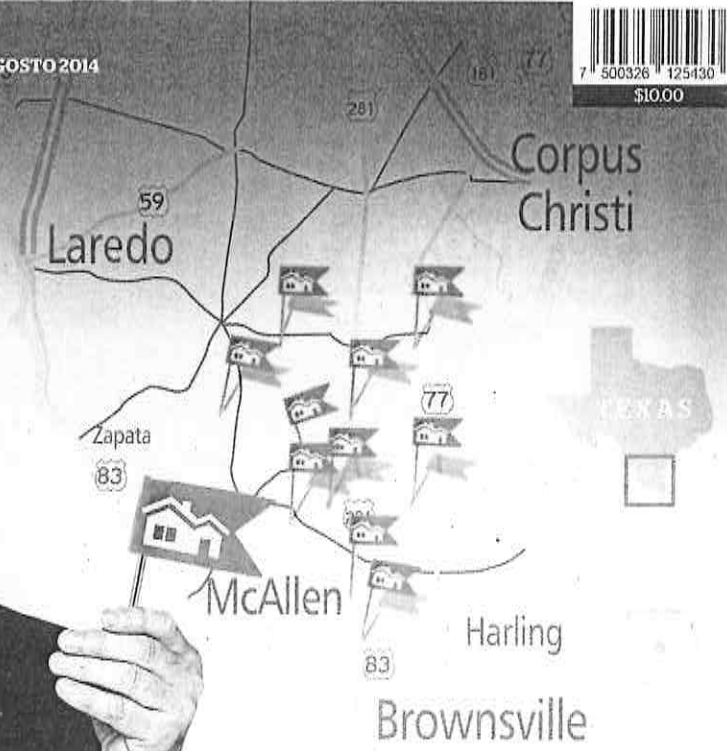 GOSTO 2014
7 500326 125430
$10.00
181
77
281
Corpus
Christi
59
Laredo
77
TEXAS
Zapata
83
McAllen
Harling
83
Brownsville